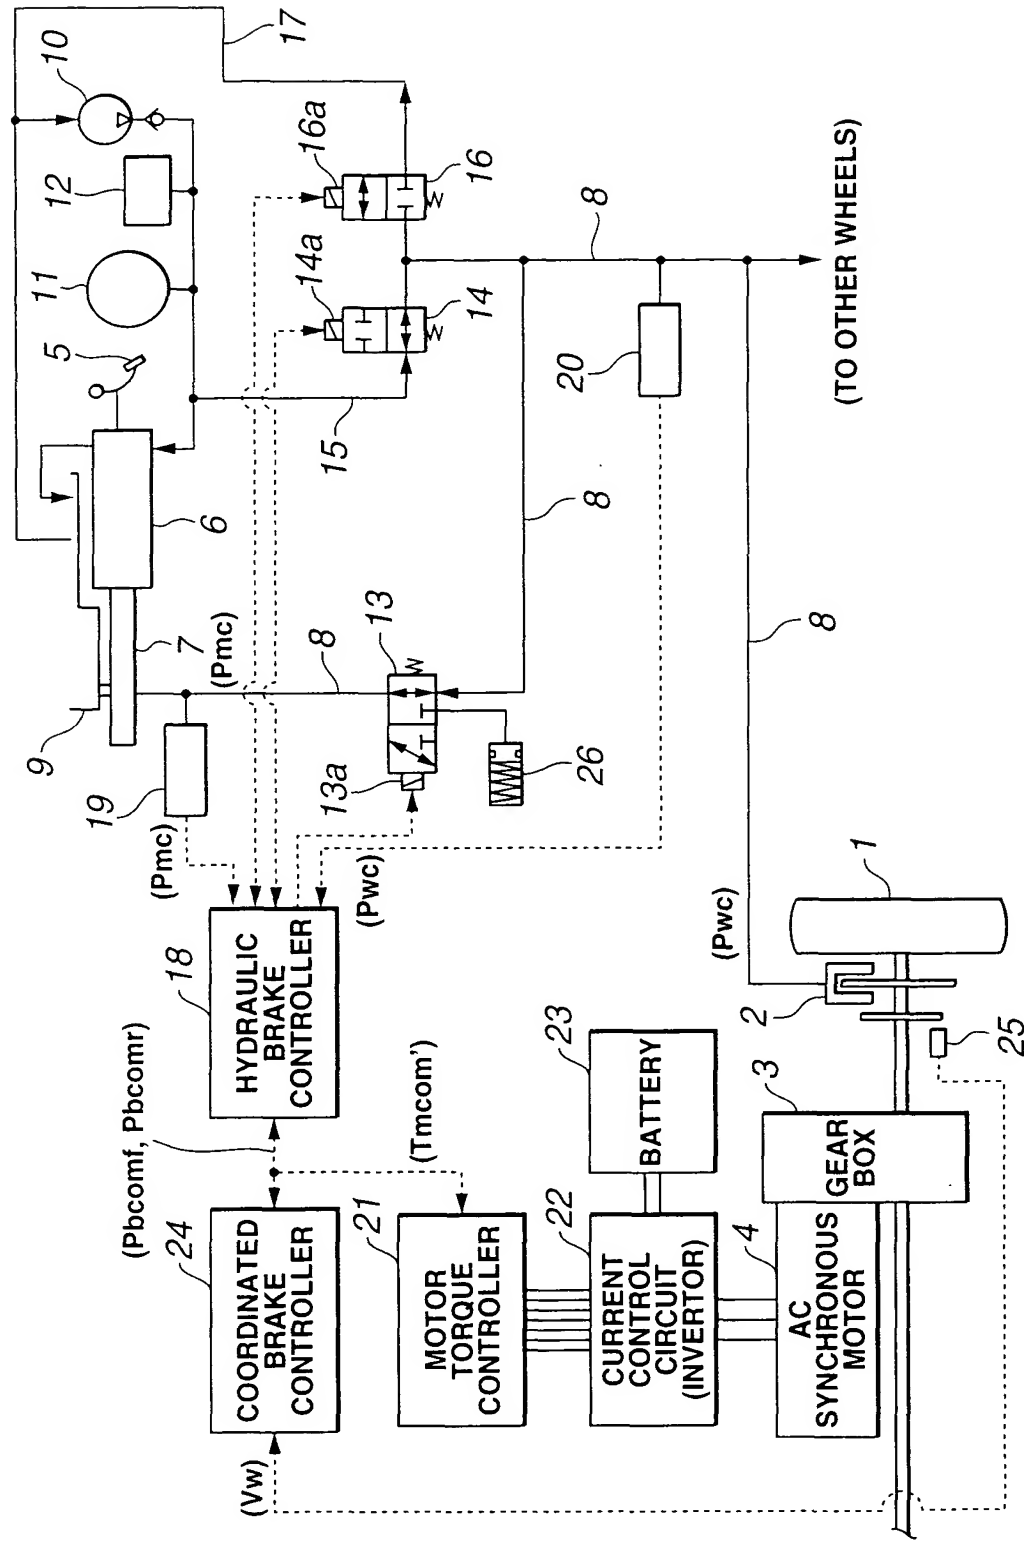 10
17
12
16a
16
11
14a
14
5
15
20
8
(TO OTHER WHEELS)
6
8
7
(Pmc)
8
13
8
9
19
13a
26
(Pmc)
(Pwc)
(Pwc)
1
18
HYDRAULIC
BRAKE
CONTROLLER
2
25
23
BATTERY
3
GEAR
BOX
(Pbcomf, Pbcomr)
(Tmcom')
24
COORDINATED
BRAKE
CONTROLLER
21
MOTOR
TORQUE
CONTROLLER
22
CURRENT
CONTROL
CIRCUIT
(INVERTOR)
4
AC
SYNCHRONOUS
MOTOR
(Vw)